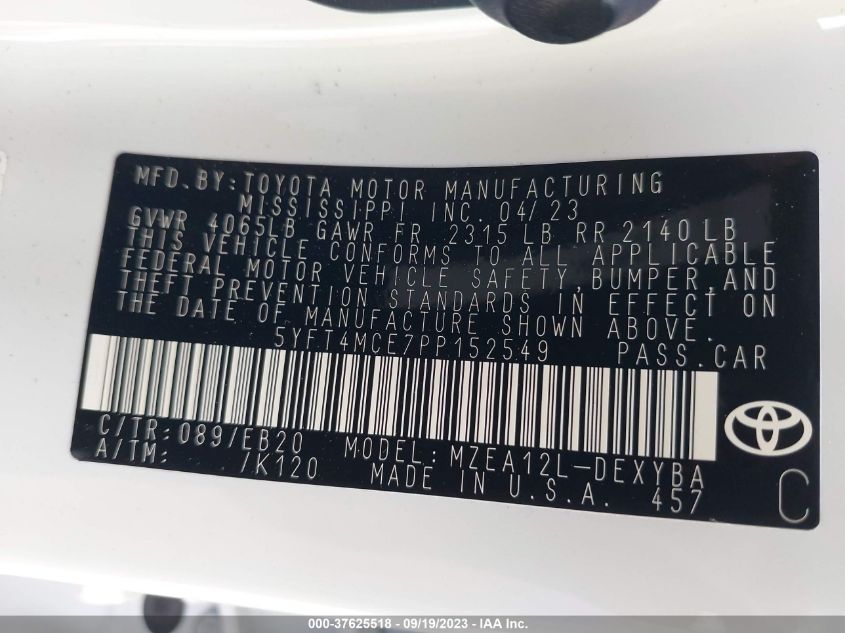 MFD.BY:TOYOTA MOTOR MANUFACTURING
MISSISSIPPI INC. 04/23
GVWR 4065LB GAWR FR 2315 LB RR 2140LB
THIS VEHICLE CONFORMS TO ALL APPLICABLE
FEDERAL MOTOR VEHICLE SAFETY,BUMPER,AND
THEFT PREVENTION STANDARDS IN EFFECT ON
THE DATE OF MANUFACTURE SHOWN ABOVE.
5YFT4MCE7PP152549 PASS.CAR
C/TR:089/EB20 MODEL:MZEA12L-DEXYBA
A/TM: /K120 MADE IN U.S.A. 457
C
000-37625518 - 09/19/2023 - IAA Inc.